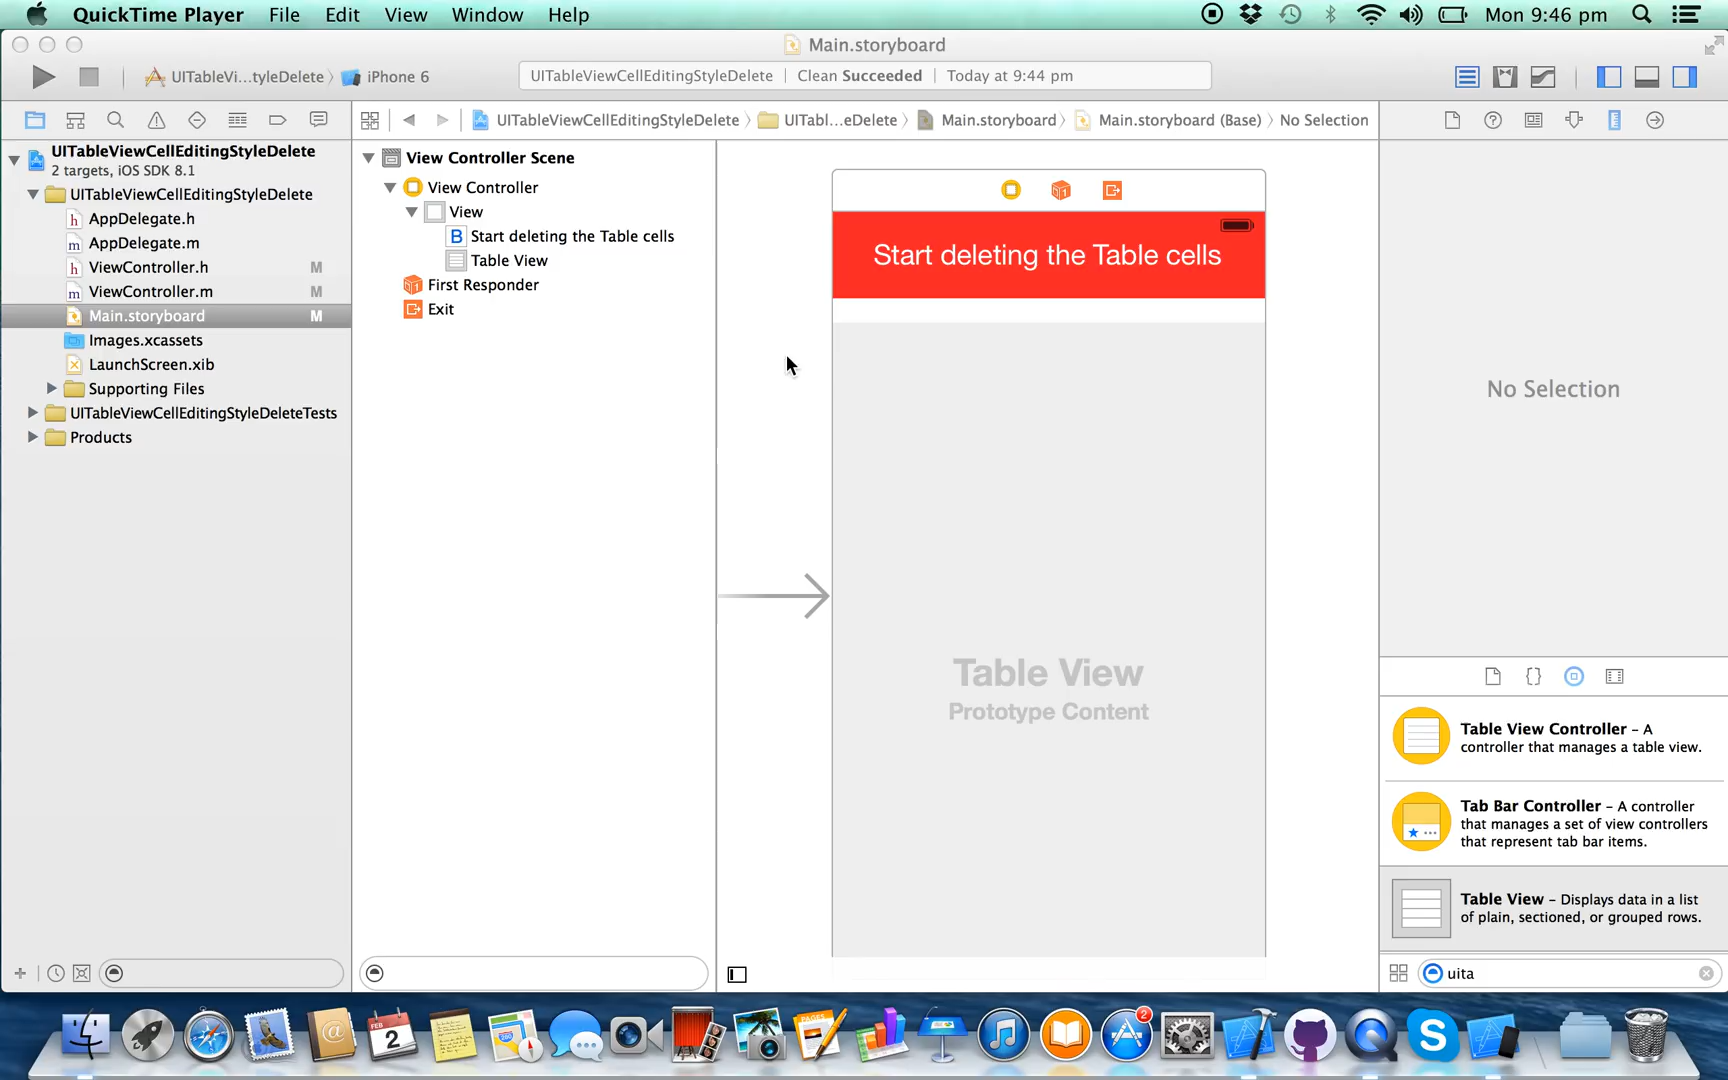 QuickTime Player File Edit View Window Help Mon 9:46 pm
Main.storyboard
UITableVi...tyleDelete iPhone 6 UITableViewCellEditingStyleDelete Clean Succeeded Today at 9:44 pm
UITableViewCellEditingStyleDelete UITabl...eDelete Main.storyboard Main.storyboard (Base) No Selection
UITableViewCellEditingStyleDelete
2 targets, iOS SDK 8.1
UITableViewCellEditingStyleDelete
h AppDelegate.h
m AppDelegate.m
h ViewController.h M
m ViewController.m M
Main.storyboard M
Images.xcassets
LaunchScreen.xib
Supporting Files
UITableViewCellEditingStyleDeleteTests
Products
View Controller Scene
View Controller
View
B Start deleting the Table cells
Table View
First Responder
Exit
Start deleting the Table cells
Table View
Prototype Content
No Selection
{}
Table View Controller – A
controller that manages a table view.
Tab Bar Controller – A controller
that manages a set of view controllers
that represent tab bar items.
Table View – Displays data in a list
of plain, sectioned, or grouped rows.
uita
FEB
2
PAGES
2
S